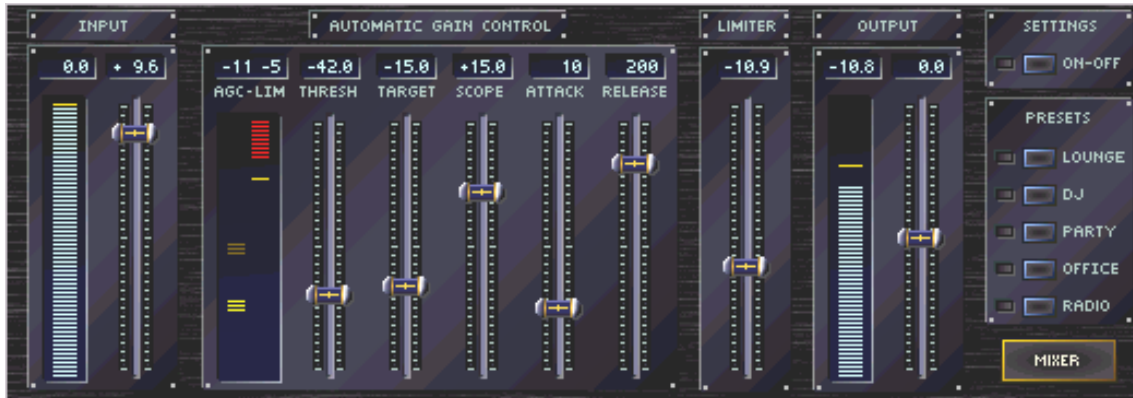 INPUT
AUTOMATIC GAIN CONTROL
LIMITER
OUTPUT
SETTINGS
0.0 + 9.6
-11 -5 -42.0 -15.0 +15.0 10 200
-10.9
-10.8 0.0
ON-OFF
AGC-LIM THRESH TARGET SCOPE ATTACK RELEASE
PRESETS
LOUNGE
DJ
PARTY
OFFICE
RADIO
MIXER